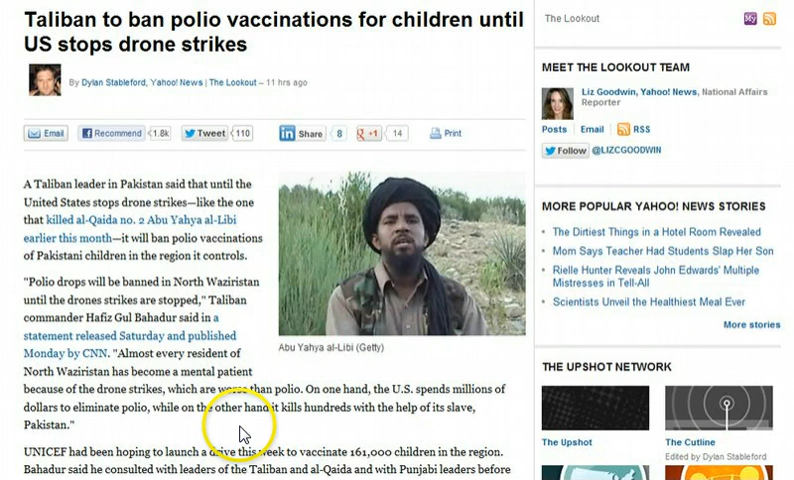 Taliban to ban polio vaccinations for children until
US stops drone strikes
By Dylan Stableford, Yahoo! News | The Lookout – 11 hrs ago
Email
Recommend 1.8k
Tweet 110
Share 8
+1 14
Print
A Taliban leader in Pakistan said that until the
United States stops drone strikes—like the one
that killed al-Qaida no. 2 Abu Yahya al-Libi
earlier this month—it will ban polio vaccinations
of Pakistani children in the region it controls.
"Polio drops will be banned in North Waziristan
until the drones strikes are stopped," Taliban
commander Hafiz Gul Bahadur said in a
statement released Saturday and published
Monday by CNN. "Almost every resident of
North Waziristan has become a mental patient
because of the drone strikes, which are worse than polio. On one hand, the U.S. spends millions of
dollars to eliminate polio, while on the other hand it kills hundreds with the help of its slave,
Pakistan."
UNICEF had been hoping to launch a drive this week to vaccinate 161,000 children in the region.
Bahadur said he consulted with leaders of the Taliban and al-Qaida and with Punjabi leaders before
Abu Yahya al-Libi (Getty)
The Lookout
My
MEET THE LOOKOUT TEAM
Liz Goodwin, Yahoo! News, National Affairs
Reporter
Posts Email RSS
Follow @LIZCGOODWIN
MORE POPULAR YAHOO! NEWS STORIES
The Dirtiest Things in a Hotel Room Revealed
Mom Says Teacher Had Students Slap Her Son
Rielle Hunter Reveals John Edwards' Multiple
Mistresses in Tell-All
Scientists Unveil the Healthiest Meal Ever
More stories
THE UPSHOT NETWORK
The Upshot
The Cutline
Edited by Dylan Stableford